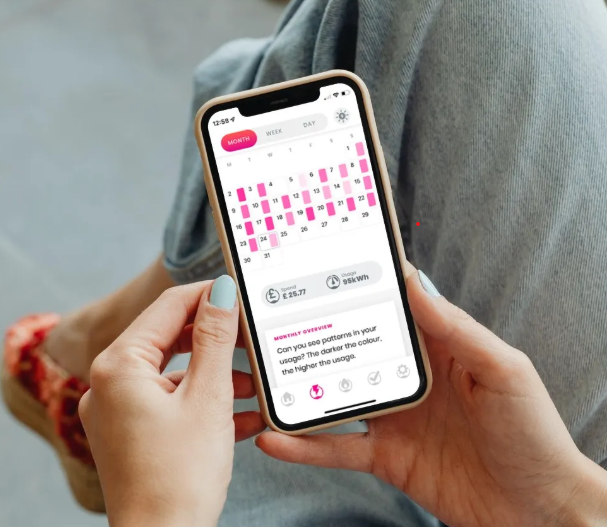 12:59
MONTH WEEK DAY
M T W T F S S
1
2 3 4 5 6 7 8
9 10 11 12 13 14 15
16 17 18 19 20 21 22
23 24 25 26 27 28 29
30 31
Spend
£25.77
Usage
95kWh
MONTHLY OVERVIEW
Can you see patterns in your
usage? The darker the colour,
the higher the usage.